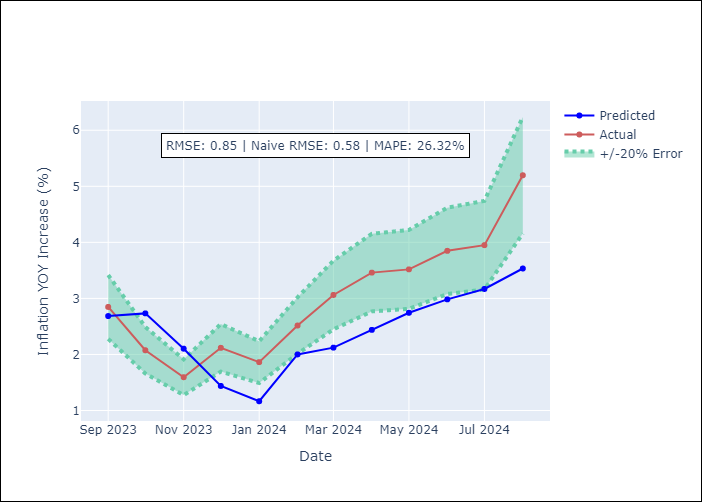 RMSE: 0.85 | Naive RMSE: 0.58 | MAPE: 26.32%
Predicted
Actual
+/-20% Error
Inflation YOY Increase (%)
6
5
4
3
2
1
Sep 2023
Nov 2023
Jan 2024
Mar 2024
May 2024
Jul 2024
Date